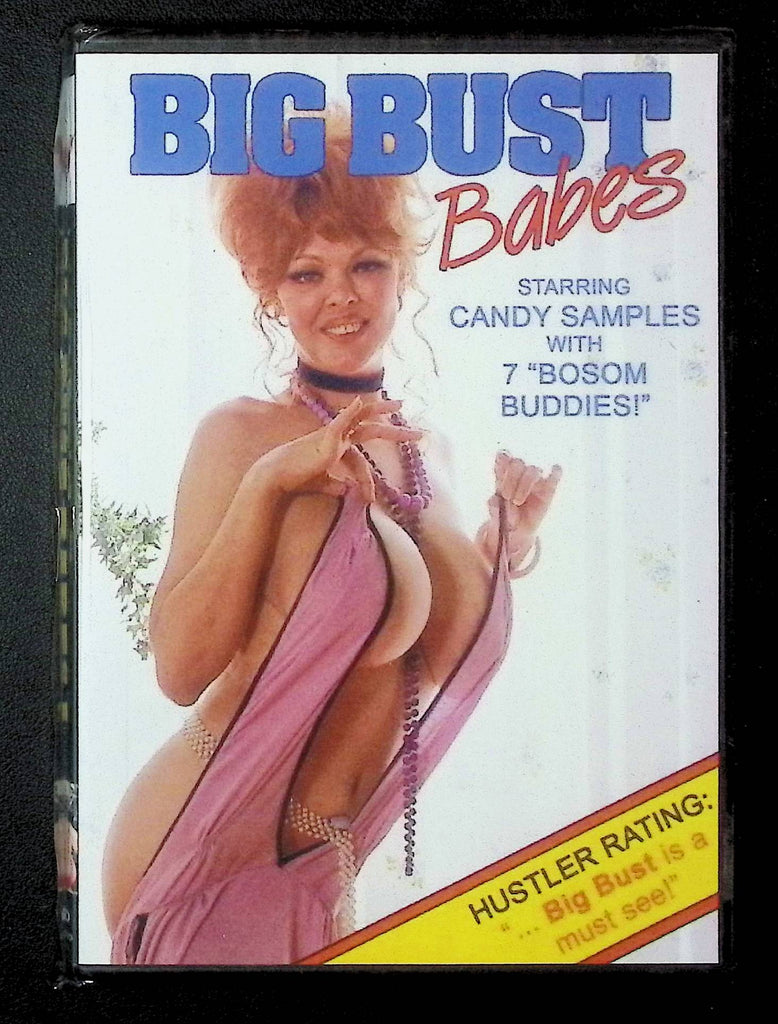 BIG BUST
Babes
STARRING
CANDY SAMPLES
WITH
7 "BOSOM
BUDDIES!"
HUSTLER RATING:
"... Big Bust is a
must see!"